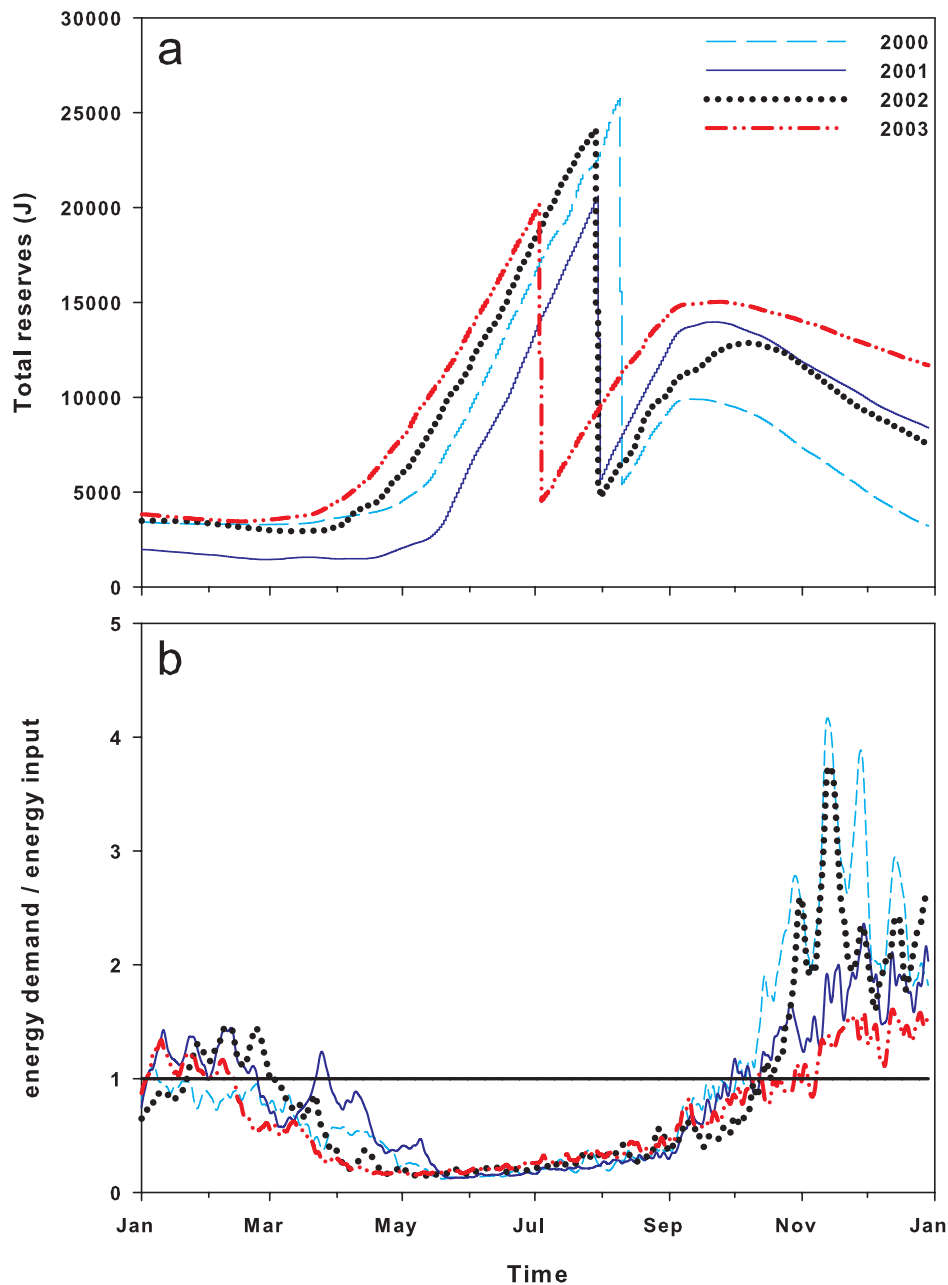 a
30000
25000
20000
15000
10000
5000
0
Total reserves (J)
2000
2001
2002
2003
b
5
4
3
2
1
0
energy demand / energy input
Jan Mar May Jul Sep Nov Jan
Time